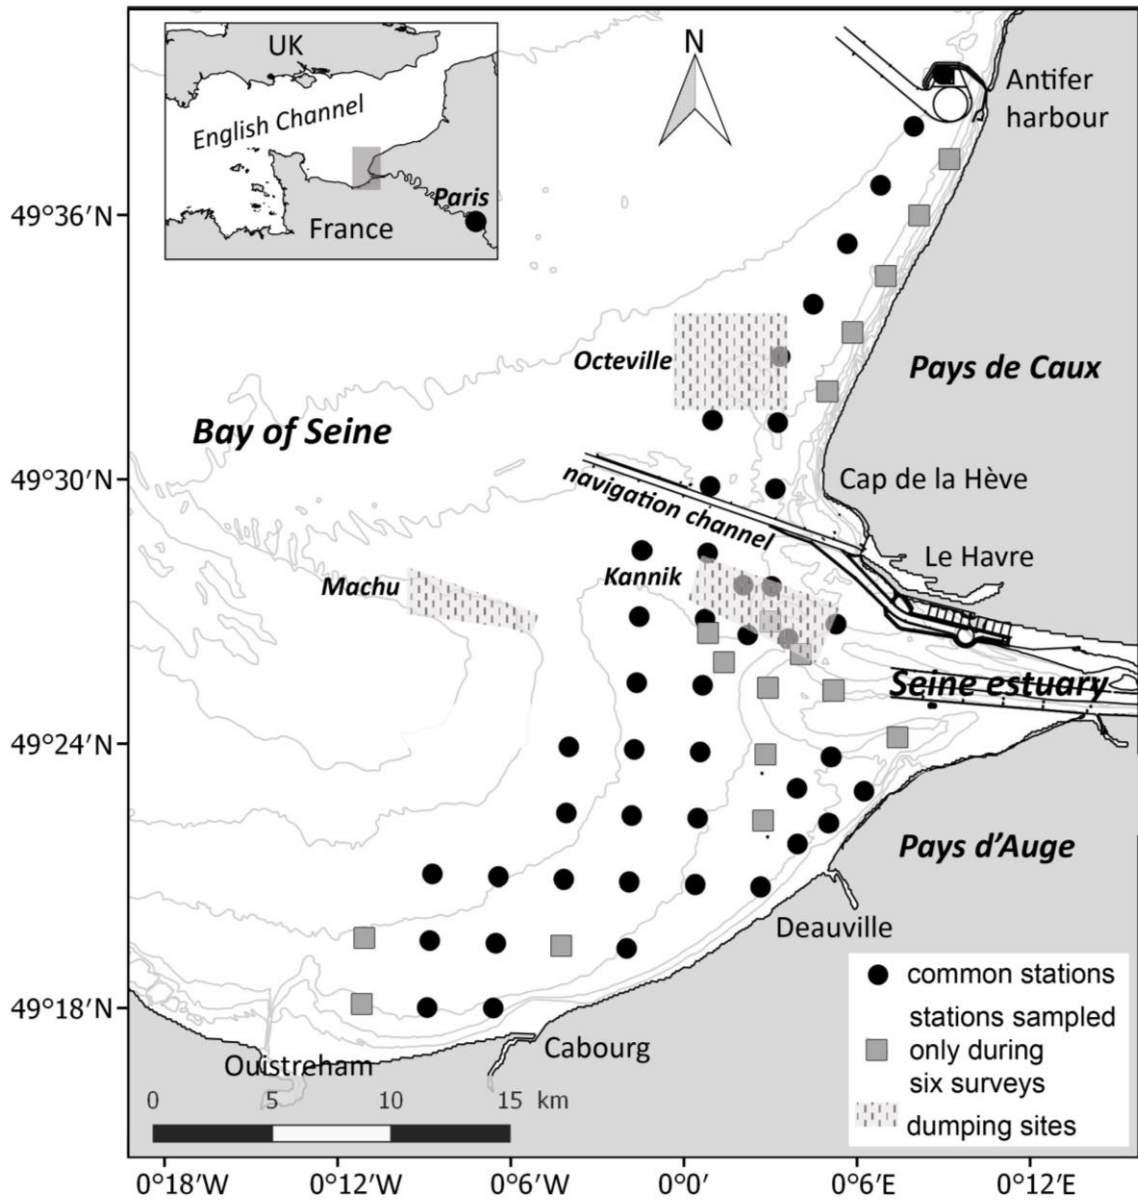 UK
English Channel
Paris
France
N
Antifer
harbour
49°36′N
Octeville
Pays de Caux
Bay of Seine
49°30′N
Cap de la Hève
navigation channel
Le Havre
Machu
Kannik
Seine estuary
49°24′N
Pays d’Auge
Deauville
common stations
49°18′N
stations sampled
only during
six surveys
Cabourg
Ouistreham
dumping sites
0 5 10 15 km
0°18′W 0°12′W 0°6′W 0°0′ 0°6′E 0°12′E